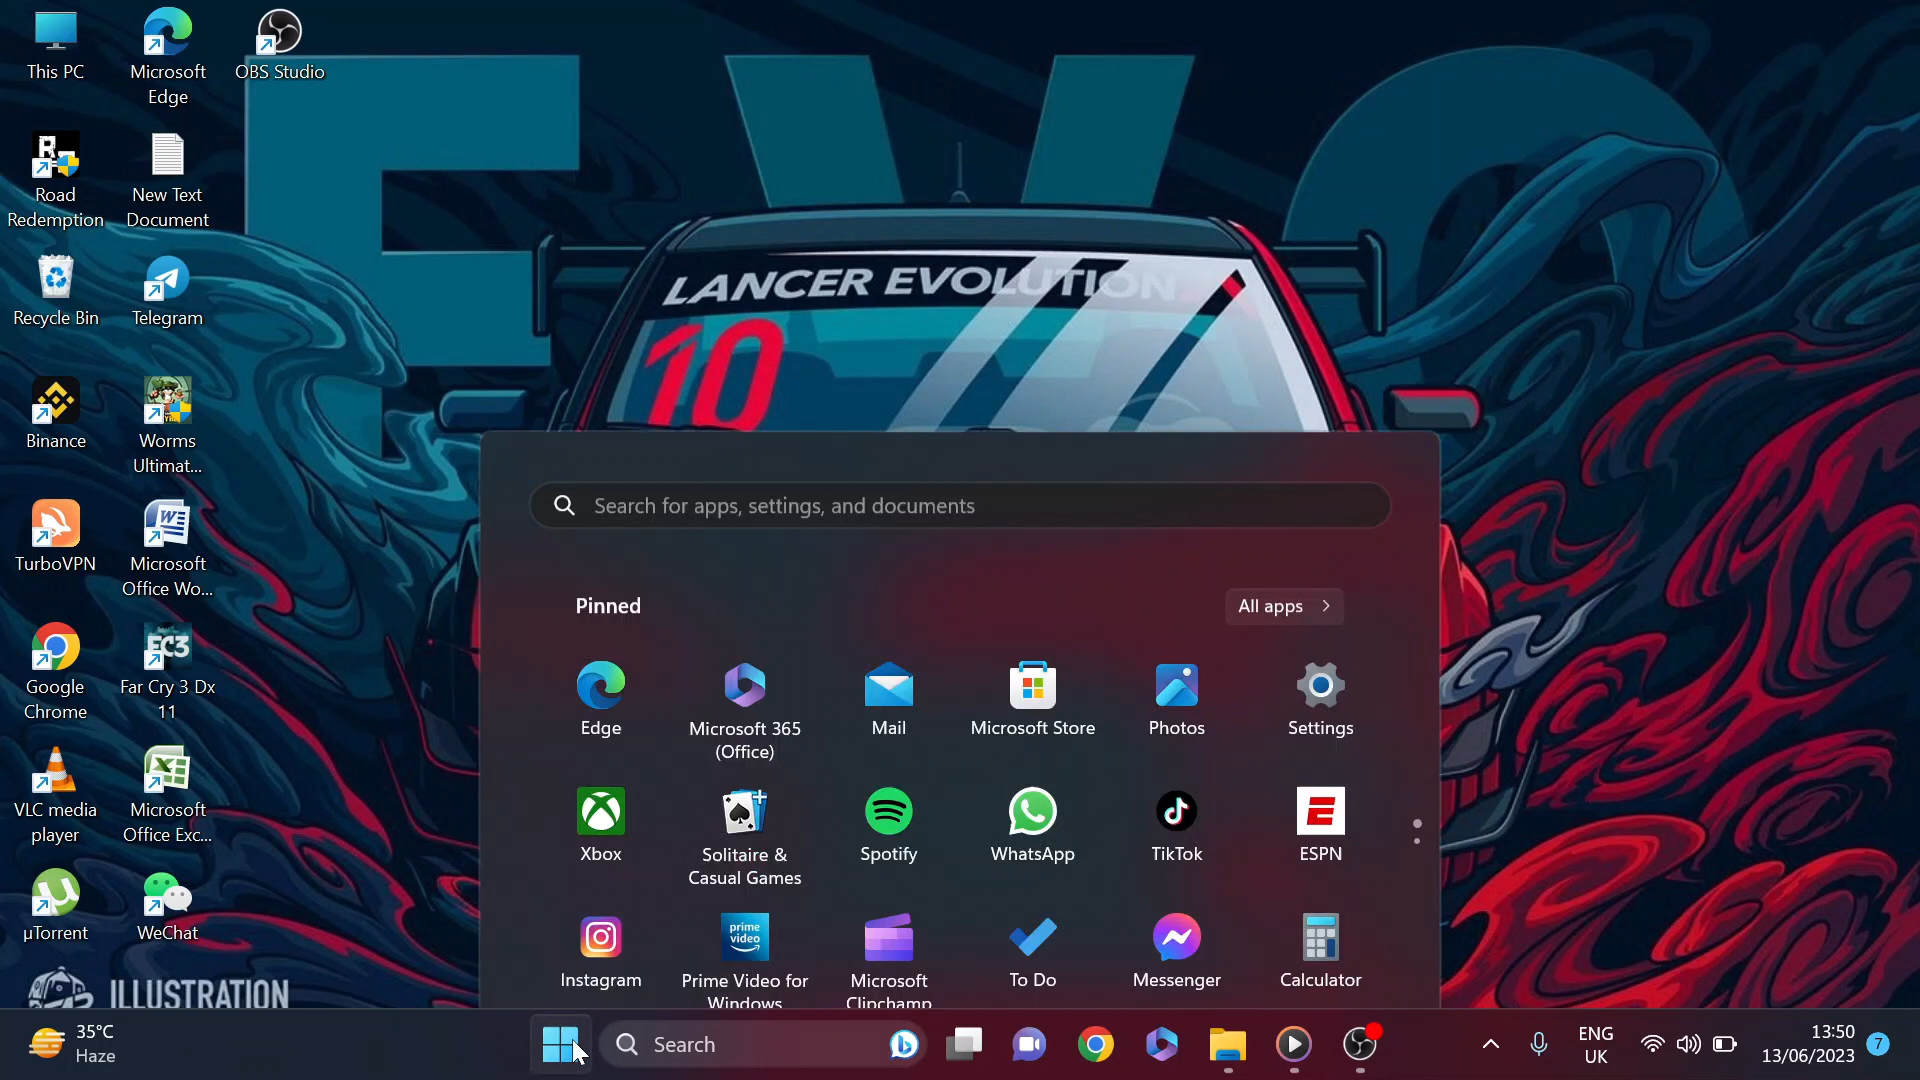 This PC
Microsoft
Edge
OBS Studio
Road
Redemption
New Text
Document
Recycle Bin
Telegram
Binance
Worms
Ultimat...
TurboVPN
Microsoft
Office Wo...
Google
Chrome
Far Cry 3 Dx
11
VLC media
player
Microsoft
Office Exc...
µTorrent
WeChat
EVO
LANCER EVOLUTION
10
ILLUSTRATION
Search for apps, settings, and documents
Pinned
All apps
Edge
Microsoft 365
(Office)
Mail
Microsoft Store
Photos
Settings
Xbox
Solitaire &
Casual Games
Spotify
WhatsApp
TikTok
ESPN
prime
video
Instagram
Prime Video for
Windows
Microsoft
Clipchamp
To Do
Messenger
Calculator
35°C
Haze
Search
ENG
UK
13:50
13/06/2023
7